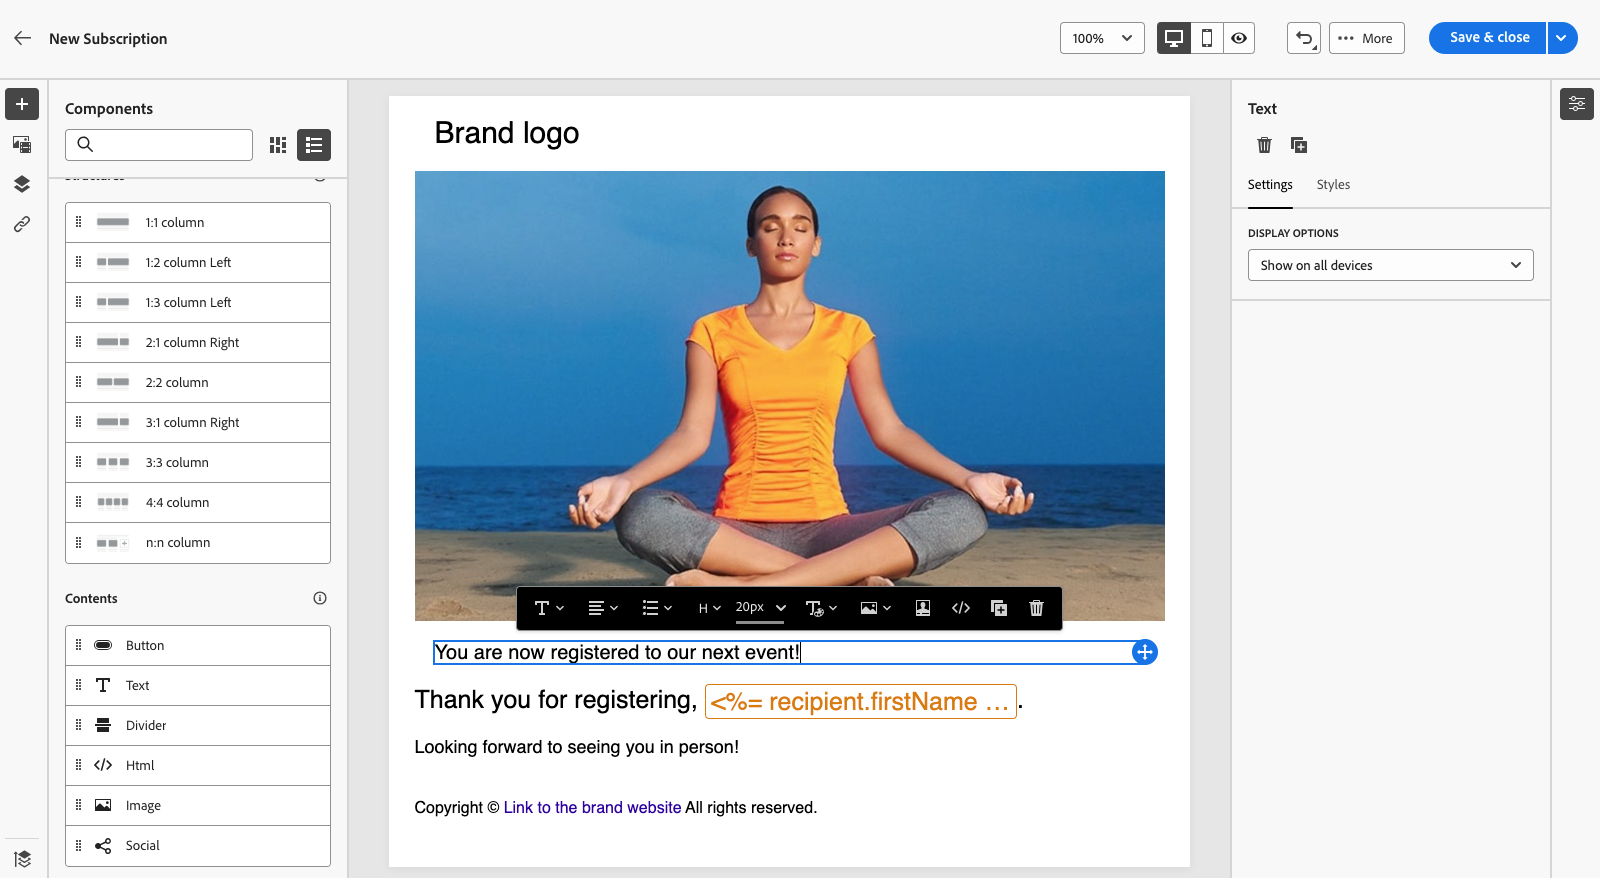 New Subscription
100%
More
Save & close
Components
Structures
1:1 column
1:2 column Left
1:3 column Left
2:1 column Right
2:2 column
3:1 column Right
3:3 column
4:4 column
n:n column
Contents
Button
Text
Divider
Html
Image
Social
Brand logo
H
20px
You are now registered to our next event!
Thank you for registering, <%= recipient.firstName ... .
Looking forward to seeing you in person!
Copyright © Link to the brand website All rights reserved.
Text
Settings Styles
DISPLAY OPTIONS
Show on all devices